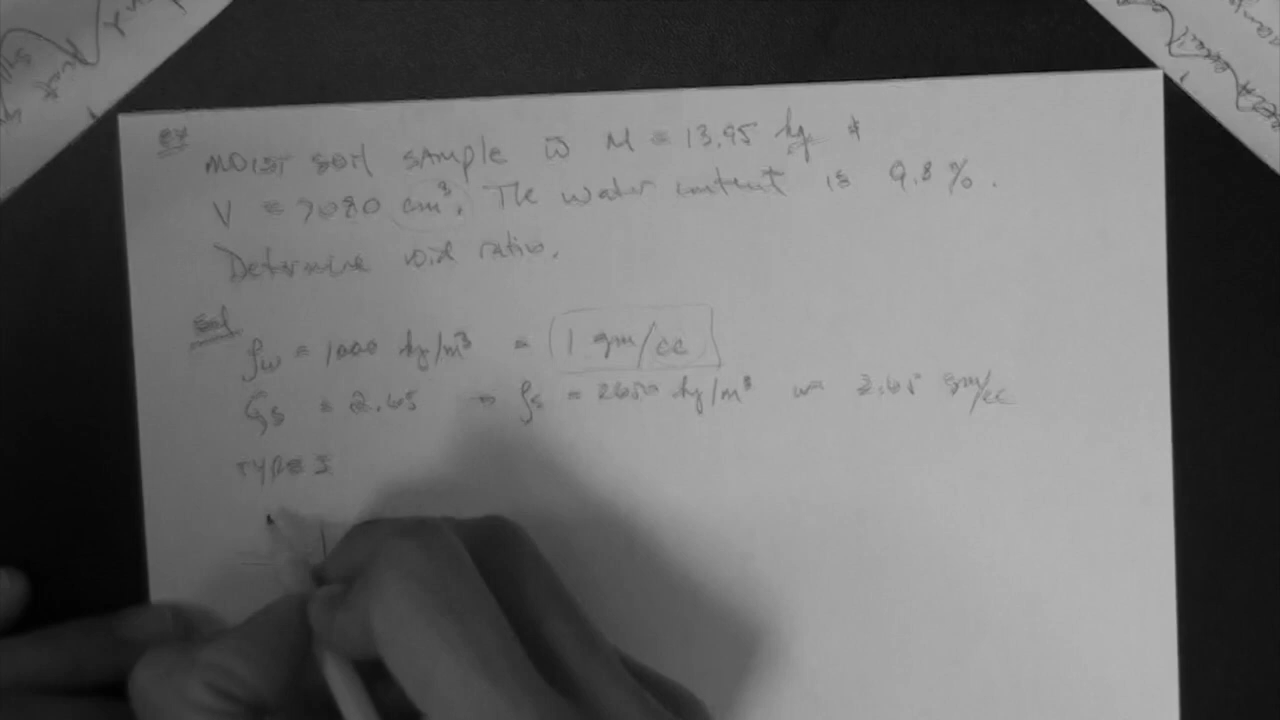 Ex
MOIST SOIL SAMPLE is M = 13.95 kg &
V = 7080 cm³. The water content is 9.8%.
Determine void ratio.
Sol
ρw = 1000 kg/m³ = 1 gm/cc
Gs = 2.65 → ρs = 2650 kg/m³ or 2.65 gm/cc
TYPE I